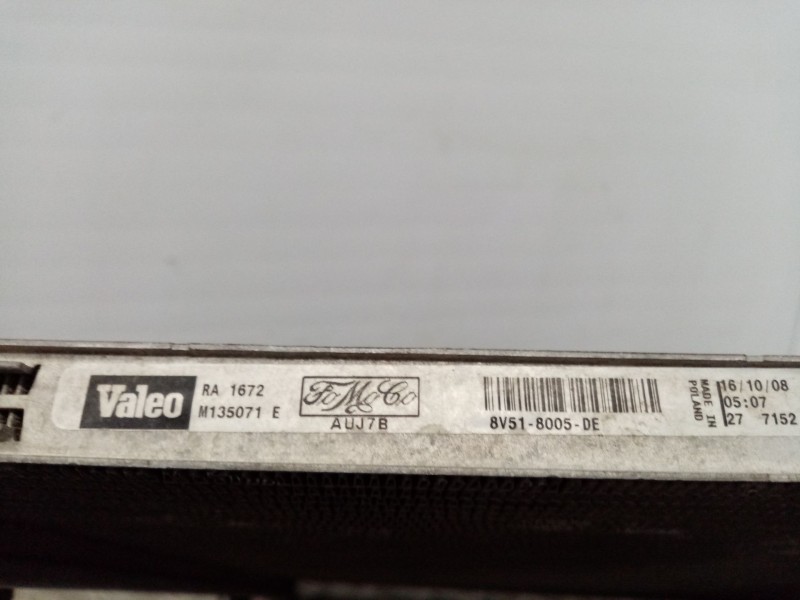 Valeo
RA 1672
M135071 E
FoMoCo
AUJ7B
8V51-8005-DE
MADE IN
POLAND
16/10/08
05:07
27 7152